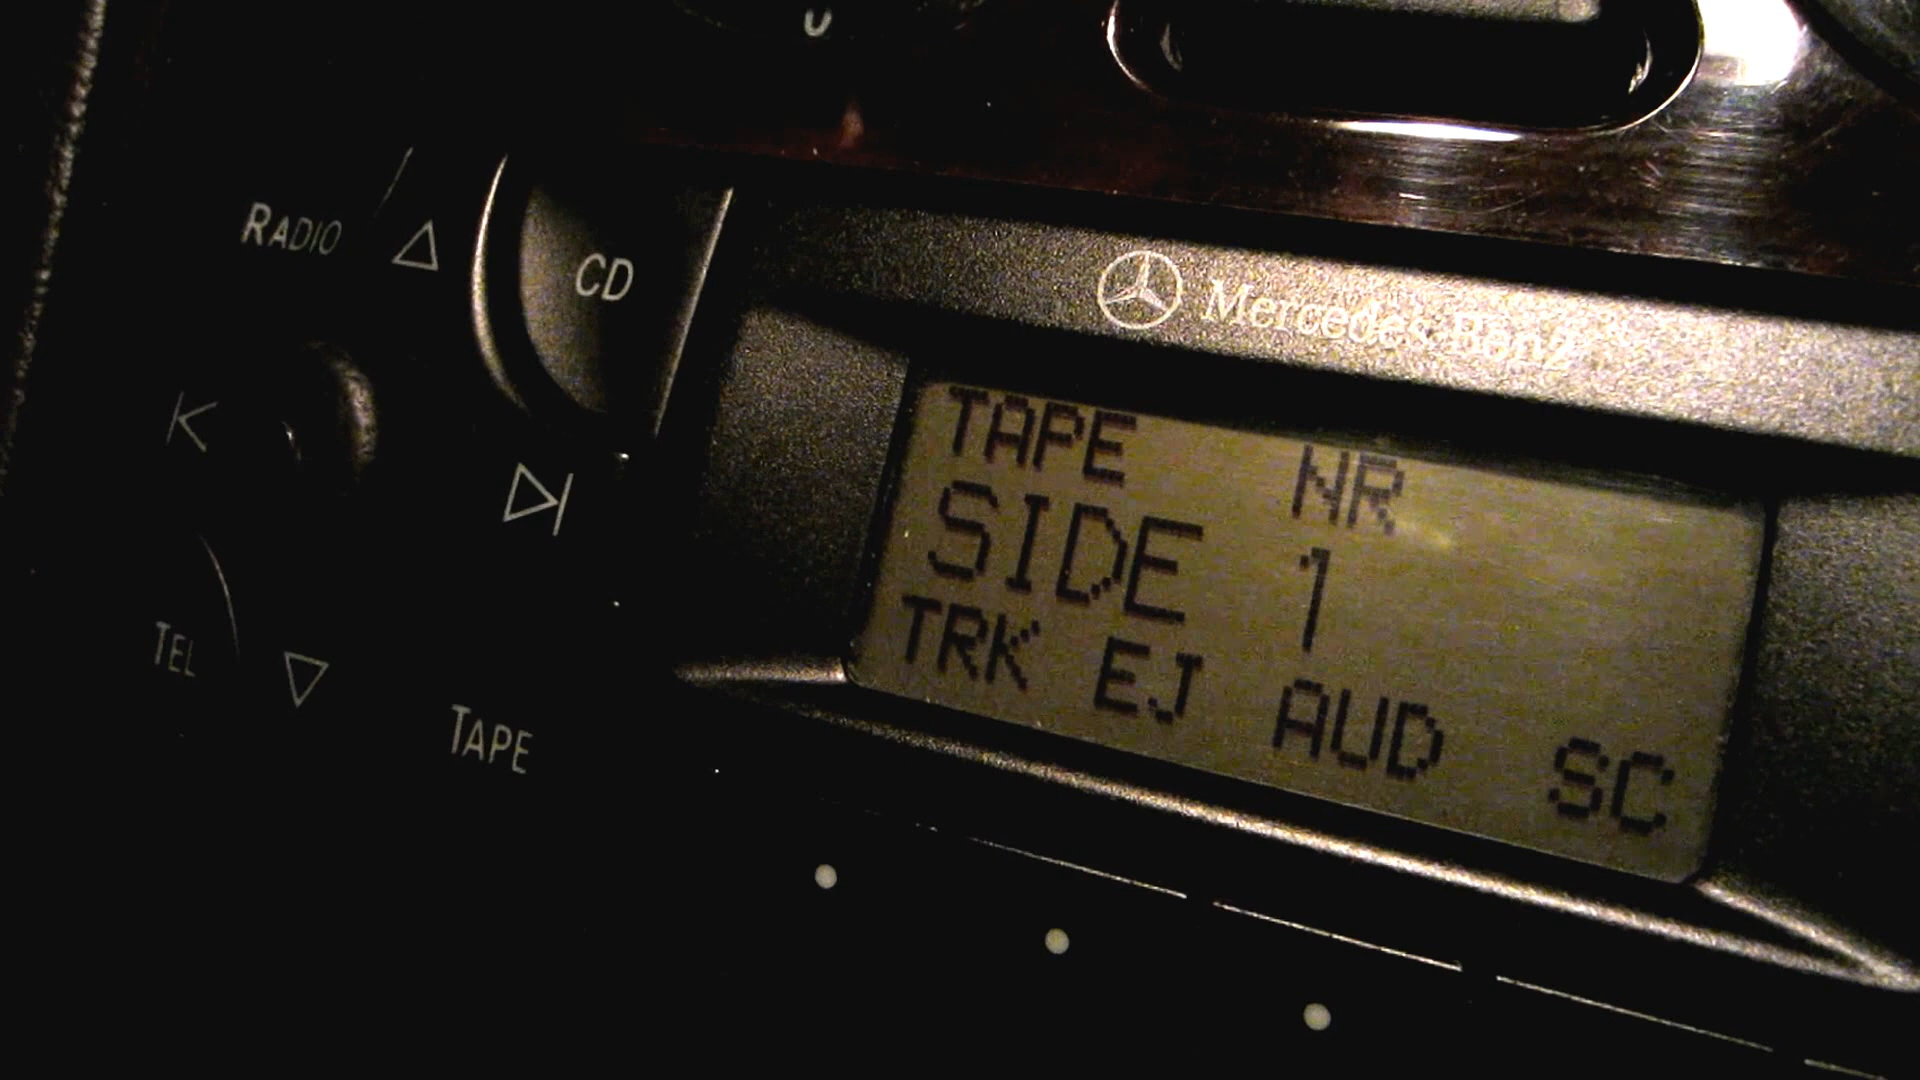 RADIO
CD
Mercedes-Benz
TAPE NR
SIDE 1
TRK EJ AUD SC
TEL
TAPE